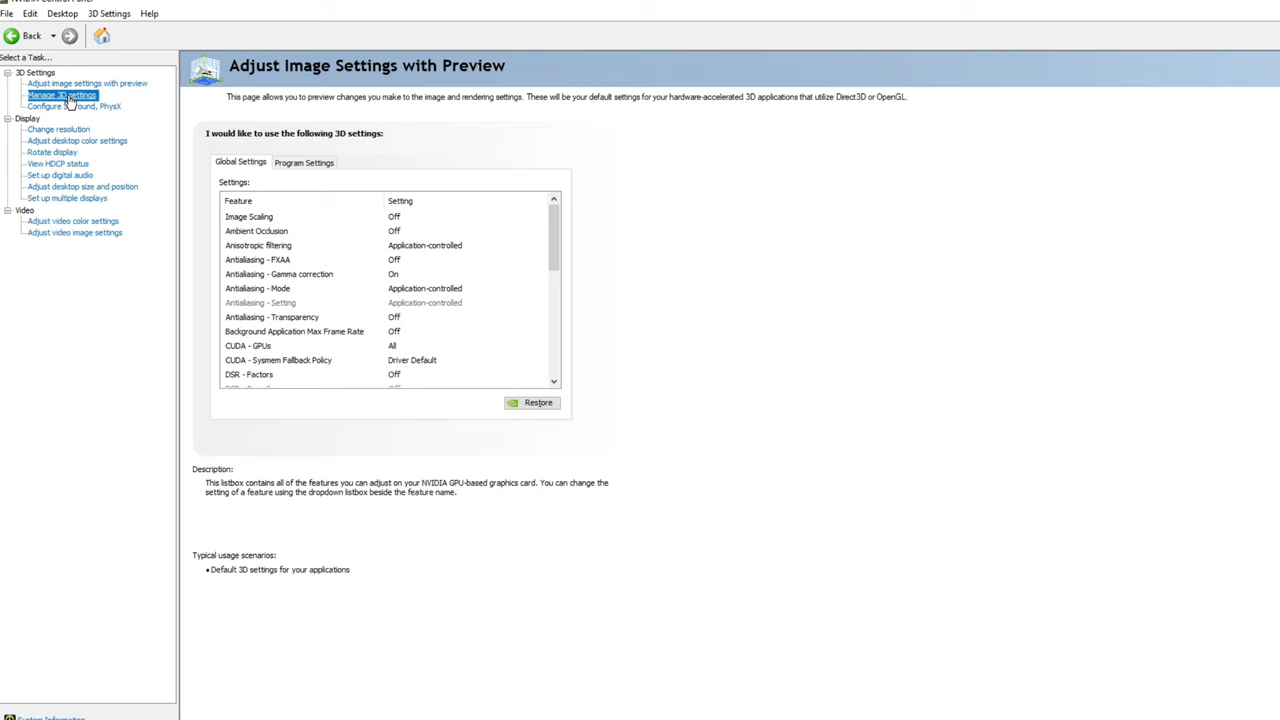 NVIDIA Control Panel
File Edit Desktop 3D Settings Help
Back
Select a Task...
3D Settings
Adjust image settings with preview
Manage 3D settings
Configure Surround, PhysX
Display
Change resolution
Adjust desktop color settings
Rotate display
View HDCP status
Set up digital audio
Adjust desktop size and position
Set up multiple displays
Video
Adjust video color settings
Adjust video image settings
System Information
Adjust Image Settings with Preview
This page allows you to preview changes you make to the image and rendering settings. These will be your default settings for your hardware-accelerated 3D applications that utilize Direct3D or OpenGL.
I would like to use the following 3D settings:
Global Settings Program Settings
Settings:
Feature Setting
Image Scaling Off
Ambient Occlusion Off
Anisotropic filtering Application-controlled
Antialiasing - FXAA Off
Antialiasing - Gamma correction On
Antialiasing - Mode Application-controlled
Antialiasing - Setting Application-controlled
Antialiasing - Transparency Off
Background Application Max Frame Rate Off
CUDA - GPUs All
CUDA - Sysmem Fallback Policy Driver Default
DSR - Factors Off
Restore
Description:
This listbox contains all of the features you can adjust on your NVIDIA GPU-based graphics card. You can change the
setting of a feature using the dropdown listbox beside the feature name.
Typical usage scenarios:
• Default 3D settings for your applications